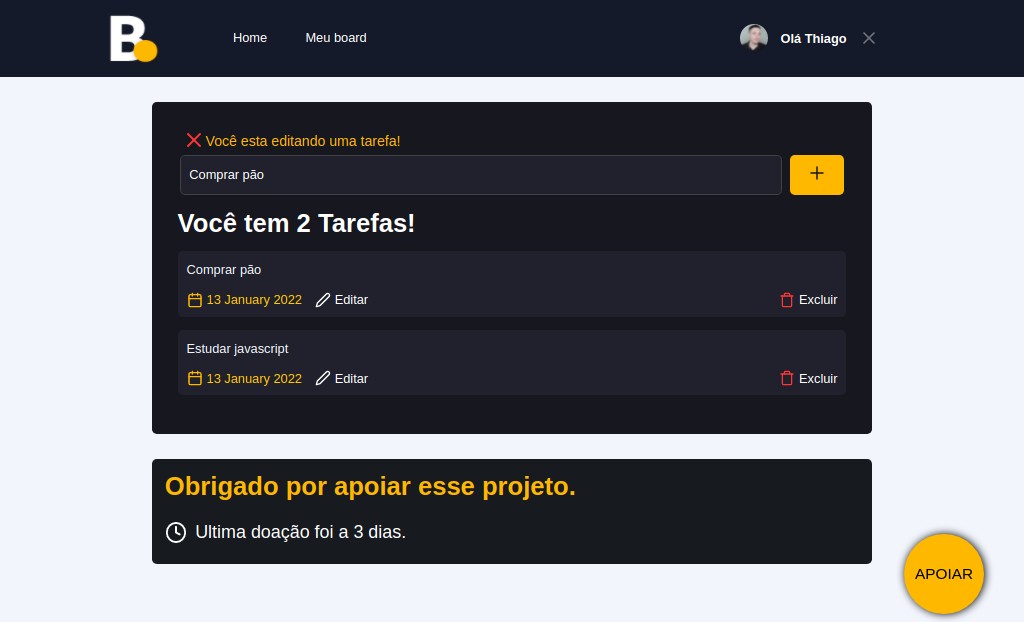 B
Home
Meu board
Olá Thiago
Você esta editando uma tarefa!
Comprar pão
+
Você tem 2 Tarefas!
Comprar pão
13 January 2022 Editar Excluir
Estudar javascript
13 January 2022 Editar Excluir
Obrigado por apoiar esse projeto.
Ultima doação foi a 3 dias.
APOIAR